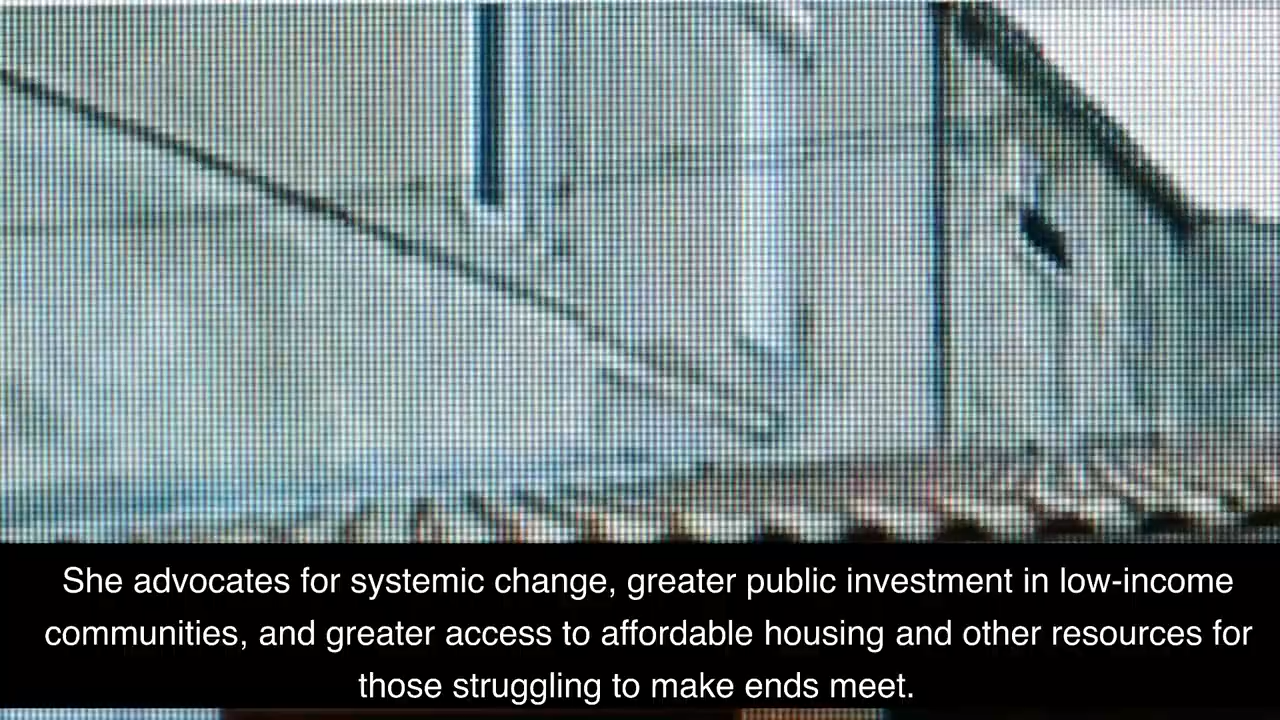 She advocates for systemic change, greater public investment in low-income
communities, and greater access to affordable housing and other resources for
those struggling to make ends meet.